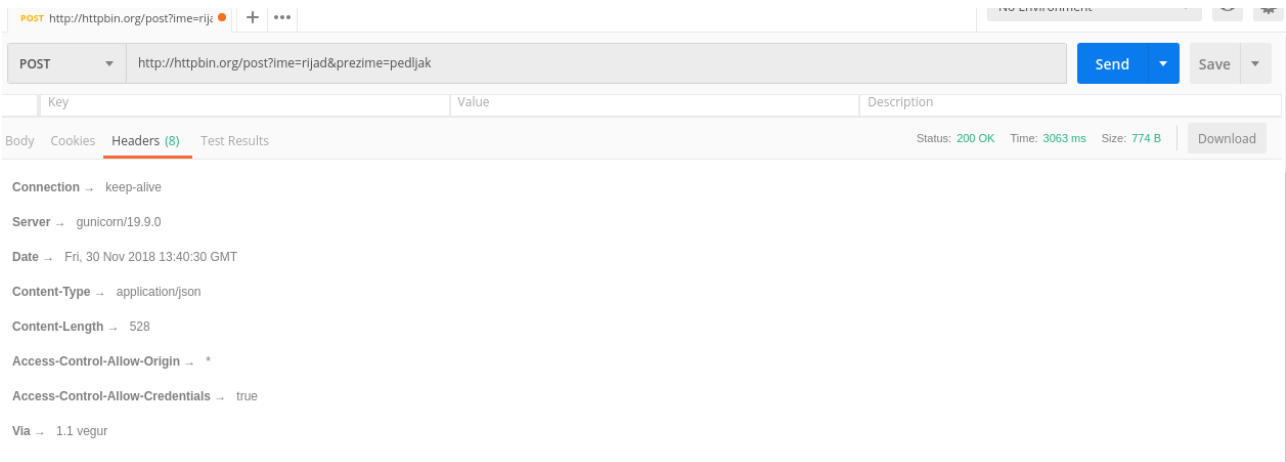 POST http://httpbin.org/post?ime=rija + ••• No Environment
POST http://httpbin.org/post?ime=rijad&prezime=pedljak Send Save
Key Value Description
Body Cookies Headers (8) Test Results Status: 200 OK Time: 3063 ms Size: 774 B Download
Connection → keep-alive
Server → gunicorn/19.9.0
Date → Fri, 30 Nov 2018 13:40:30 GMT
Content-Type → application/json
Content-Length → 528
Access-Control-Allow-Origin → *
Access-Control-Allow-Credentials → true
Via → 1.1 vegur